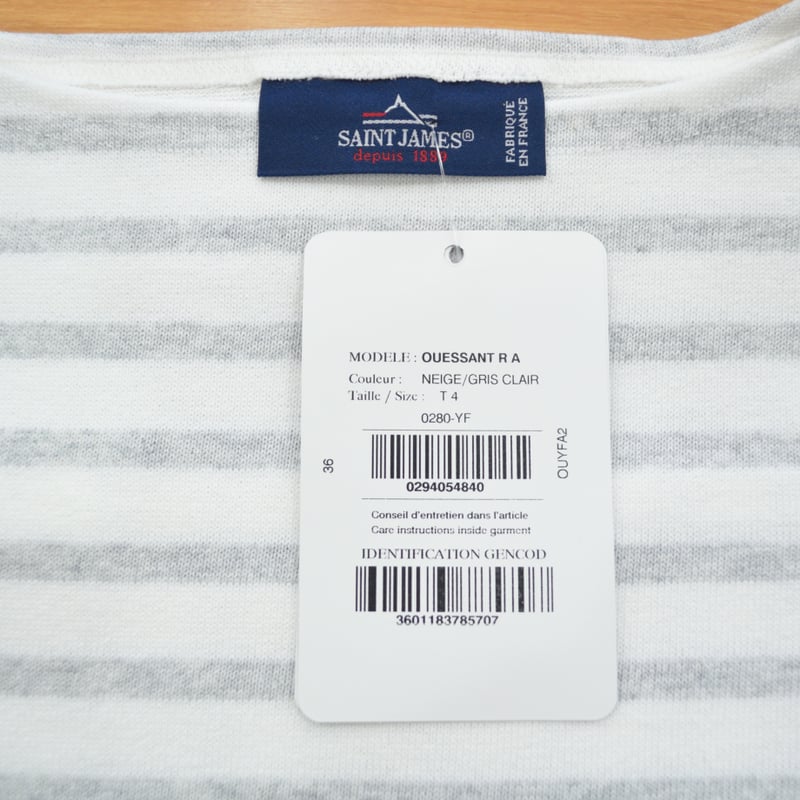 SAINT JAMES®
depuis 1889
FABRIQUÉ
EN FRANCE
MODELE : OUESSANT R A
Couleur : NEIGE/GRIS CLAIR
Taille / Size : T 4
0280-YF
36
OUYFA2
0294054840
Conseil d'entretien dans l'article
Care instructions inside garment
IDENTIFICATION GENCOD
3601183785707